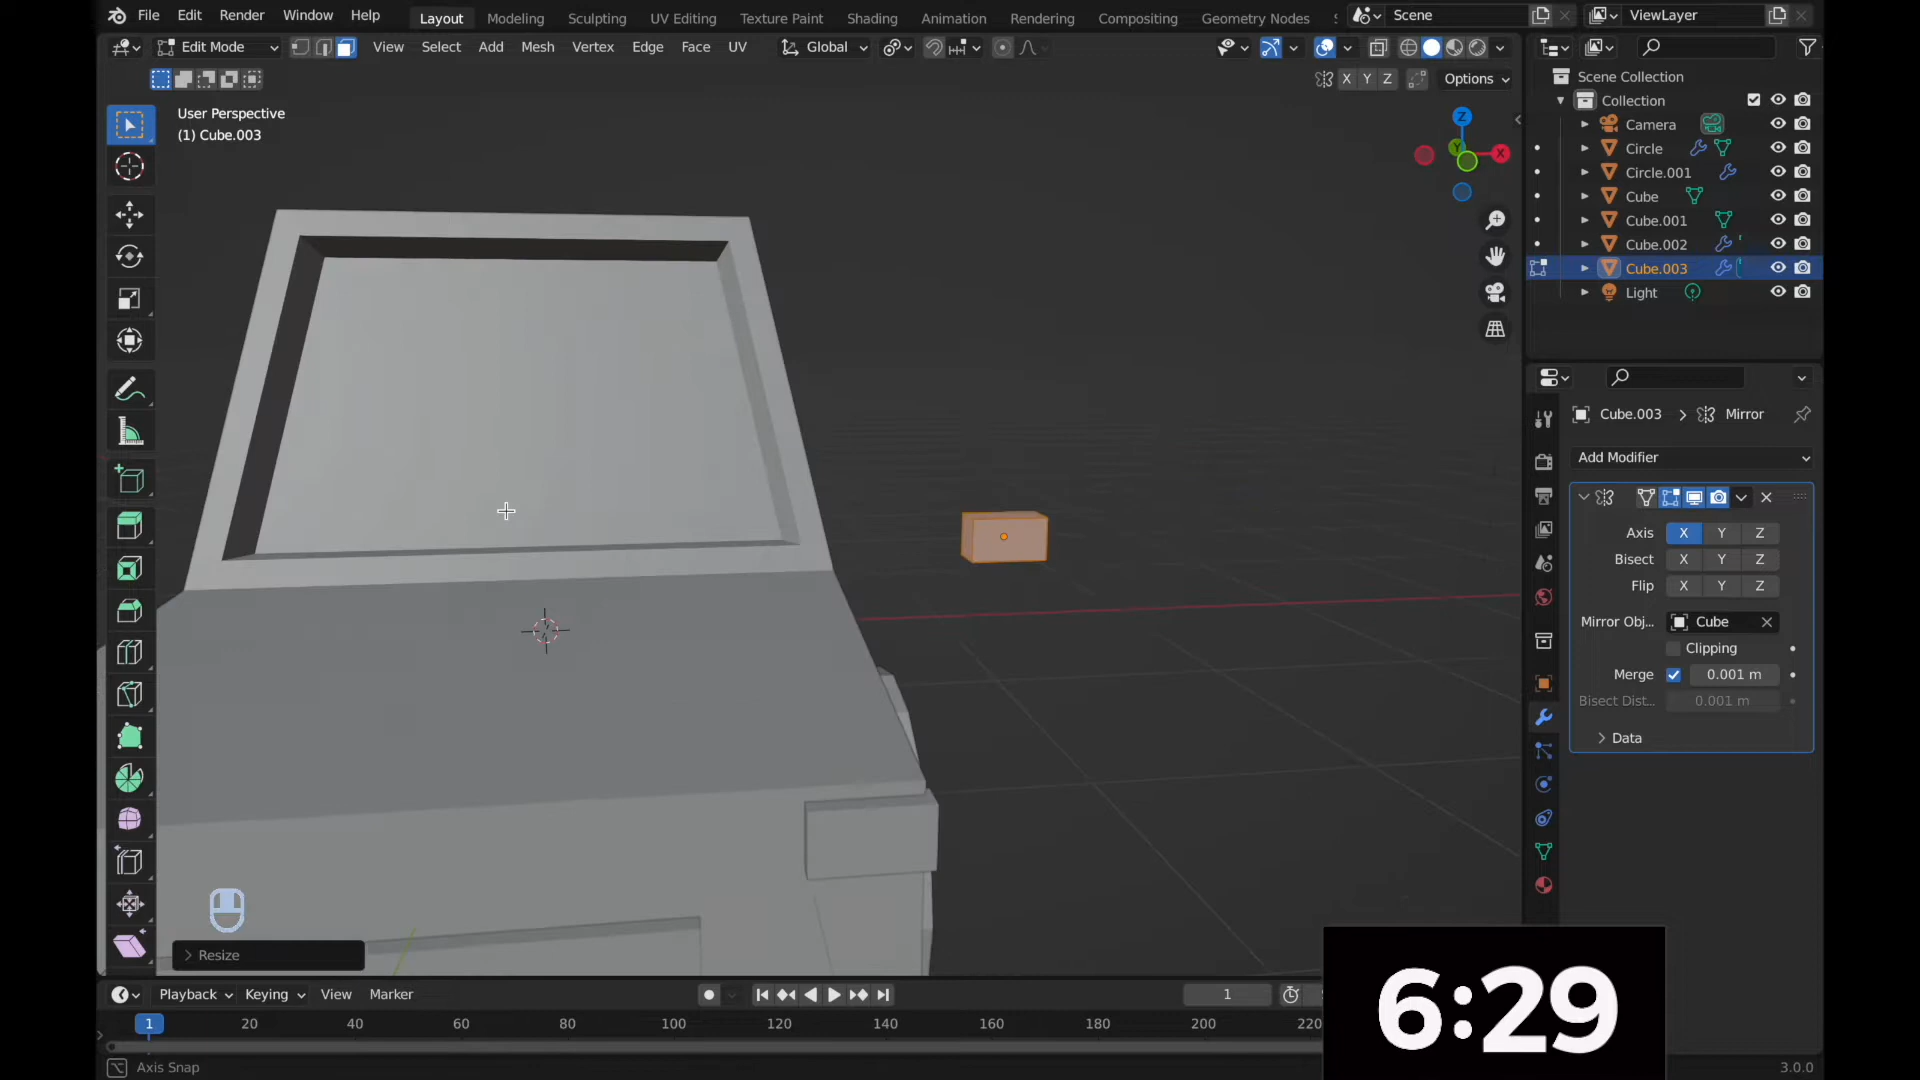 File Edit Render Window Help Layout Modeling Sculpting UV Editing Texture Paint Shading Animation Rendering Compositing Geometry Nodes Scene ViewLayer
Edit Mode View Select Add Mesh Vertex Edge Face UV Global
X Y Z Options
User Perspective
(1) Cube.003
Z
Y X
Scene Collection
Collection
Camera
Circle
Circle.001
Cube
Cube.001
Cube.002
Cube.003
Light
Cube.003 Mirror
Add Modifier
Axis X Y Z
Bisect X Y Z
Flip X Y Z
Mirror Obj... Cube
Clipping
Merge 0.001 m
Bisect Dist... 0.001 m
Data
Resize
Playback Keying View Marker 1
1 20 40 60 80 100 120 140 160 180 200 220
6:29
Axis Snap 3.0.0